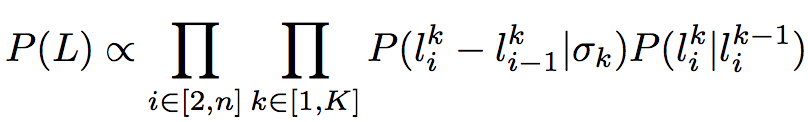 P(L) ∝ ∏_{i∈[2,n]} ∏_{k∈[1,K]} P(l_i^k − l_{i−1}^k|σ_k)P(l_i^k|l_i^{k−1})